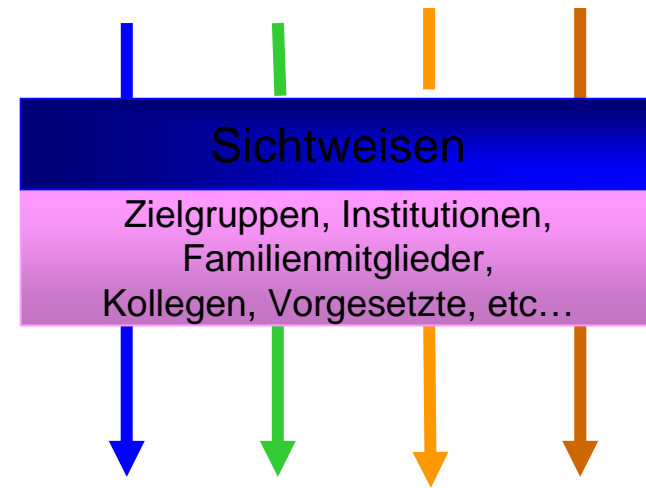 Sichtweisen
Zielgruppen, Institutionen,
Familienmitglieder,
Kollegen, Vorgesetzte, etc…